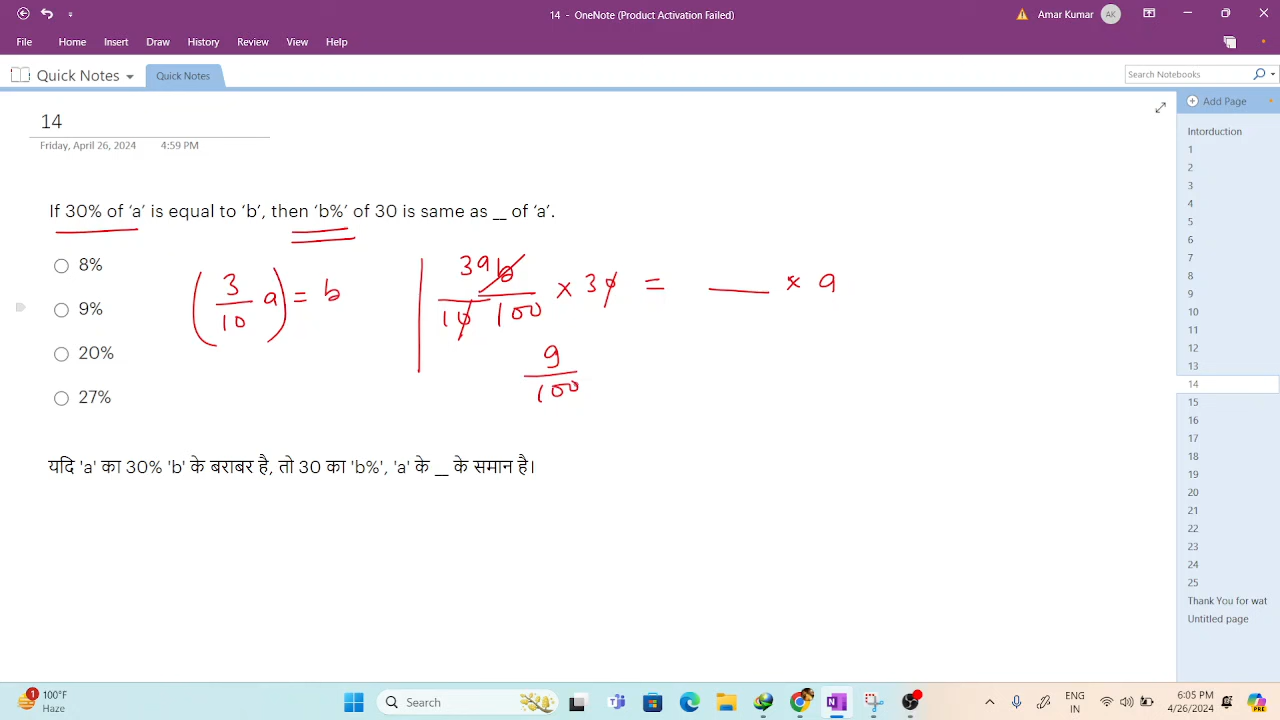 14 - OneNote (Product Activation Failed)
Amar Kumar AK
File Home Insert Draw History Review View Help
Quick Notes
Quick Notes
Search Notebooks
Add Page
14
Friday, April 26, 2024 4:59 PM
If 30% of 'a' is equal to 'b', then 'b%' of 30 is same as __ of 'a'.
8%
9%
20%
27%
(3/10 a) = b
3a b
10 100 × 30 = ___ × a
9
100
यदि 'a' का 30% 'b' के बराबर है, तो 30 का 'b%', 'a' के __ के समान है।
Intorduction
1
2
3
4
5
6
7
8
9
10
11
12
13
14
15
16
17
18
19
20
21
22
23
24
25
Thank You for wat
Untitled page
1
100°F
Haze
Search
ENG
IN
6:05 PM
4/26/2024